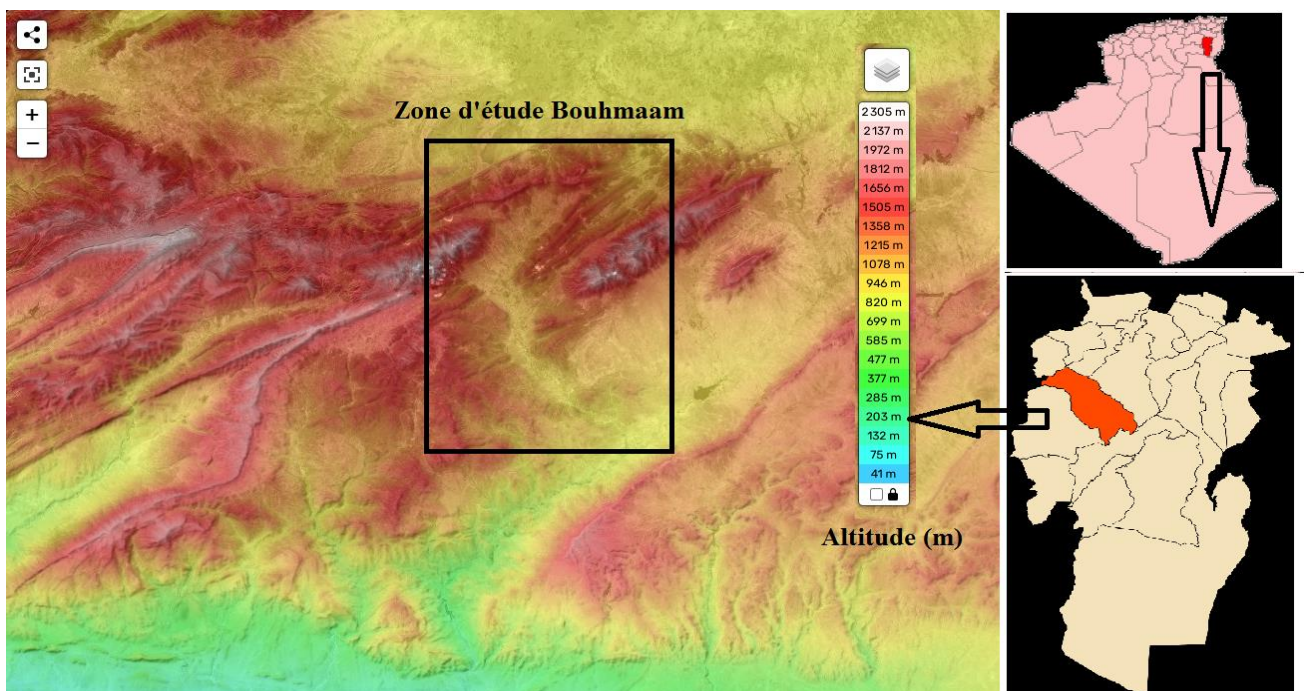 Zone d'étude Bouhmaam
+
−
2305 m
2137 m
1972 m
1812 m
1656 m
1505 m
1358 m
1215 m
1078 m
946 m
820 m
699 m
585 m
477 m
377 m
285 m
203 m
132 m
75 m
41 m
Altitude (m)